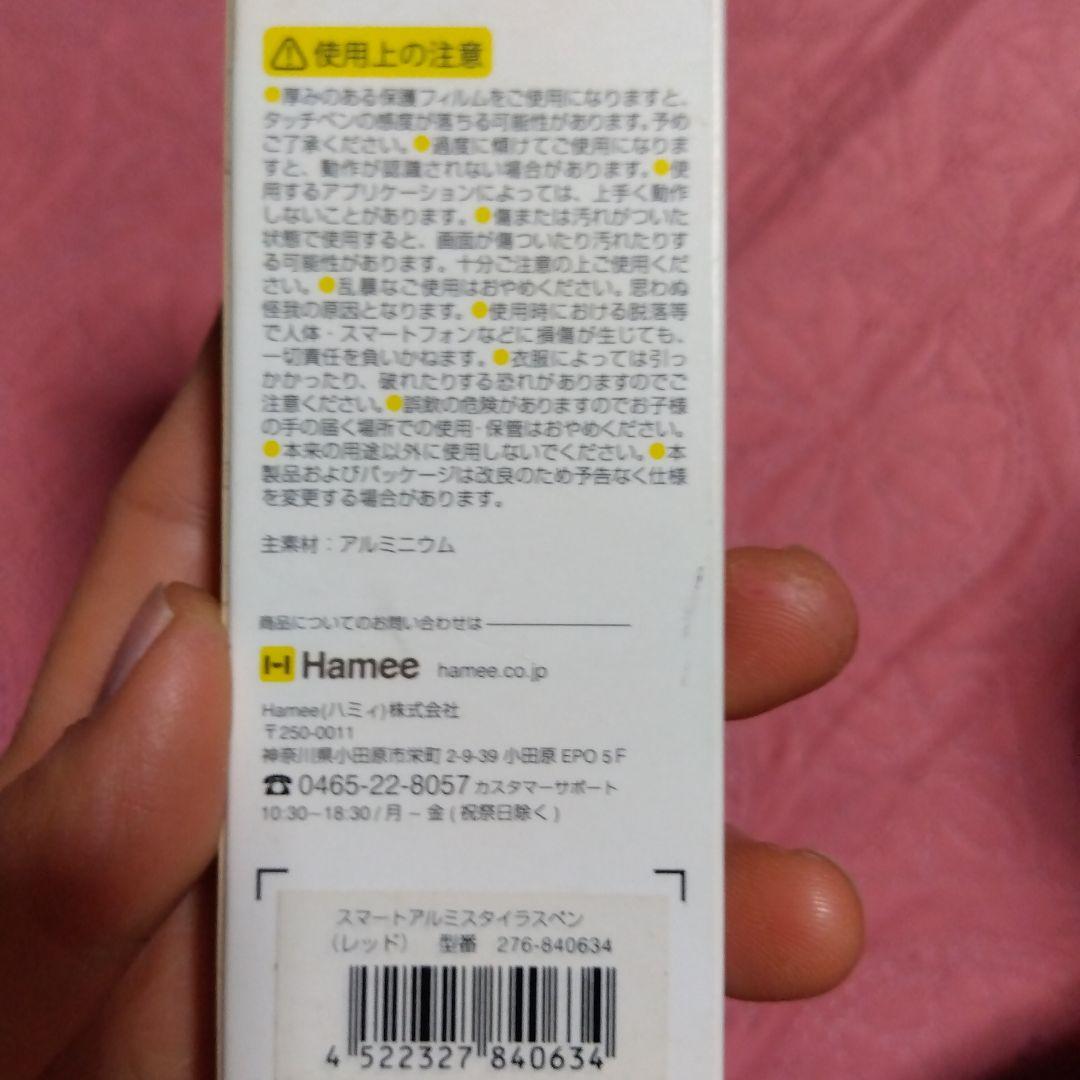 ⚠使用上の注意
●厚みのある保護フィルムをご使用になりますと、
タッチペンの感度が落ちる可能性があります。予め
ご了承ください。●過度に傾けてご使用になりま
すと、動作が認識されない場合があります。●使
用するアプリケーションによっては、上手く動作
しないことがあります。●傷または汚れがついた
状態で使用すると、画面が傷ついたり汚れたりす
る可能性があります。十分ご注意の上ご使用くだ
さい。●乱暴なご使用はおやめください。思わぬ
怪我の原因となります。●使用時における脱落等
で人体・スマートフォンなどに損傷が生じても、
一切責任を負いかねます。●衣服によっては引っ
かかったり、破れたりする恐れがありますのでご
注意ください。●誤飲の危険がありますのでお子様
の手の届く場所での使用・保管はおやめください。
●本来の用途以外に使用しないでください。●本
製品およびパッケージは改良のため予告なく仕様
を変更する場合があります。
主素材：アルミニウム
商品についてのお問い合わせは
Hamee hamee.co.jp
Hamee(ハミィ)株式会社
〒250-0011
神奈川県小田原市栄町 2-9-39 小田原 EPO 5F
☎ 0465-22-8057 カスタマーサポート
10:30～18:30 / 月 － 金 ( 祝祭日除く )
スマートアルミスタイラスペン
（レッド） 型番 276-840634
4 522327 840634